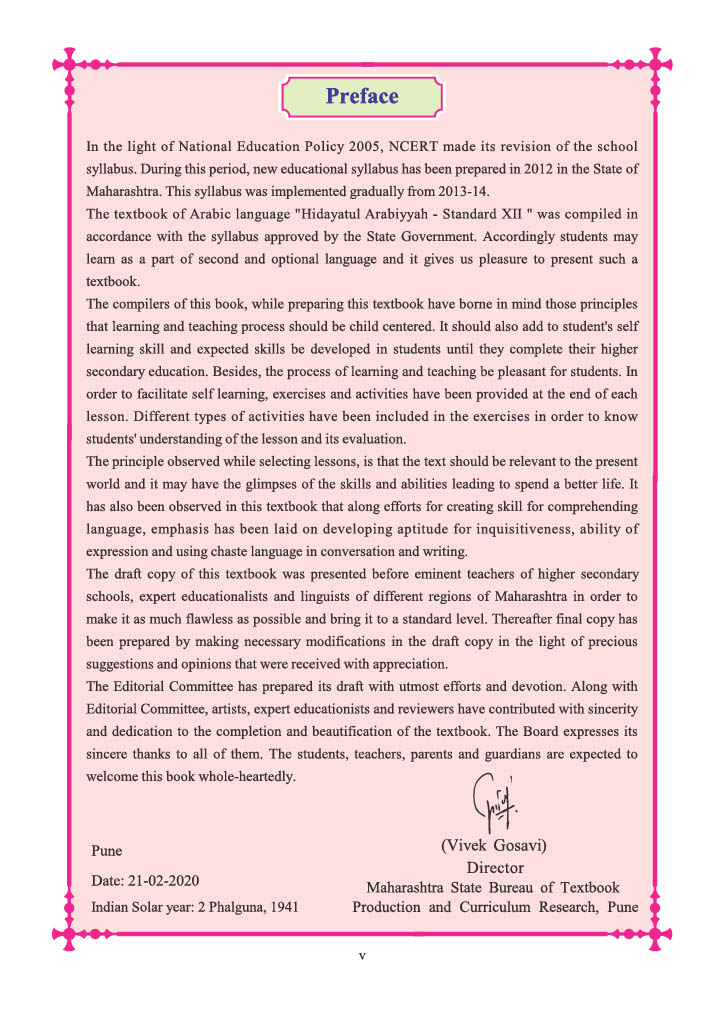 Preface
In the light of National Education Policy 2005, NCERT made its revision of the school
syllabus. During this period, new educational syllabus has been prepared in 2012 in the State of
Maharashtra. This syllabus was implemented gradually from 2013-14.
The textbook of Arabic language "Hidayatul Arabiyyah - Standard XII " was compiled in
accordance with the syllabus approved by the State Government. Accordingly students may
learn as a part of second and optional language and it gives us pleasure to present such a
textbook.
The compilers of this book, while preparing this textbook have borne in mind those principles
that learning and teaching process should be child centered. It should also add to student's self
learning skill and expected skills be developed in students until they complete their higher
secondary education. Besides, the process of learning and teaching be pleasant for students. In
order to facilitate self learning, exercises and activities have been provided at the end of each
lesson. Different types of activities have been included in the exercises in order to know
students' understanding of the lesson and its evaluation.
The principle observed while selecting lessons, is that the text should be relevant to the present
world and it may have the glimpses of the skills and abilities leading to spend a better life. It
has also been observed in this textbook that along efforts for creating skill for comprehending
language, emphasis has been laid on developing aptitude for inquisitiveness, ability of
expression and using chaste language in conversation and writing.
The draft copy of this textbook was presented before eminent teachers of higher secondary
schools, expert educationalists and linguists of different regions of Maharashtra in order to
make it as much flawless as possible and bring it to a standard level. Thereafter final copy has
been prepared by making necessary modifications in the draft copy in the light of precious
suggestions and opinions that were received with appreciation.
The Editorial Committee has prepared its draft with utmost efforts and devotion. Along with
Editorial Committee, artists, expert educationists and reviewers have contributed with sincerity
and dedication to the completion and beautification of the textbook. The Board expresses its
sincere thanks to all of them. The students, teachers, parents and guardians are expected to
welcome this book whole-heartedly.
Pune
Date: 21-02-2020
Indian Solar year: 2 Phalguna, 1941
(Vivek Gosavi)
Director
Maharashtra State Bureau of Textbook
Production and Curriculum Research, Pune
v